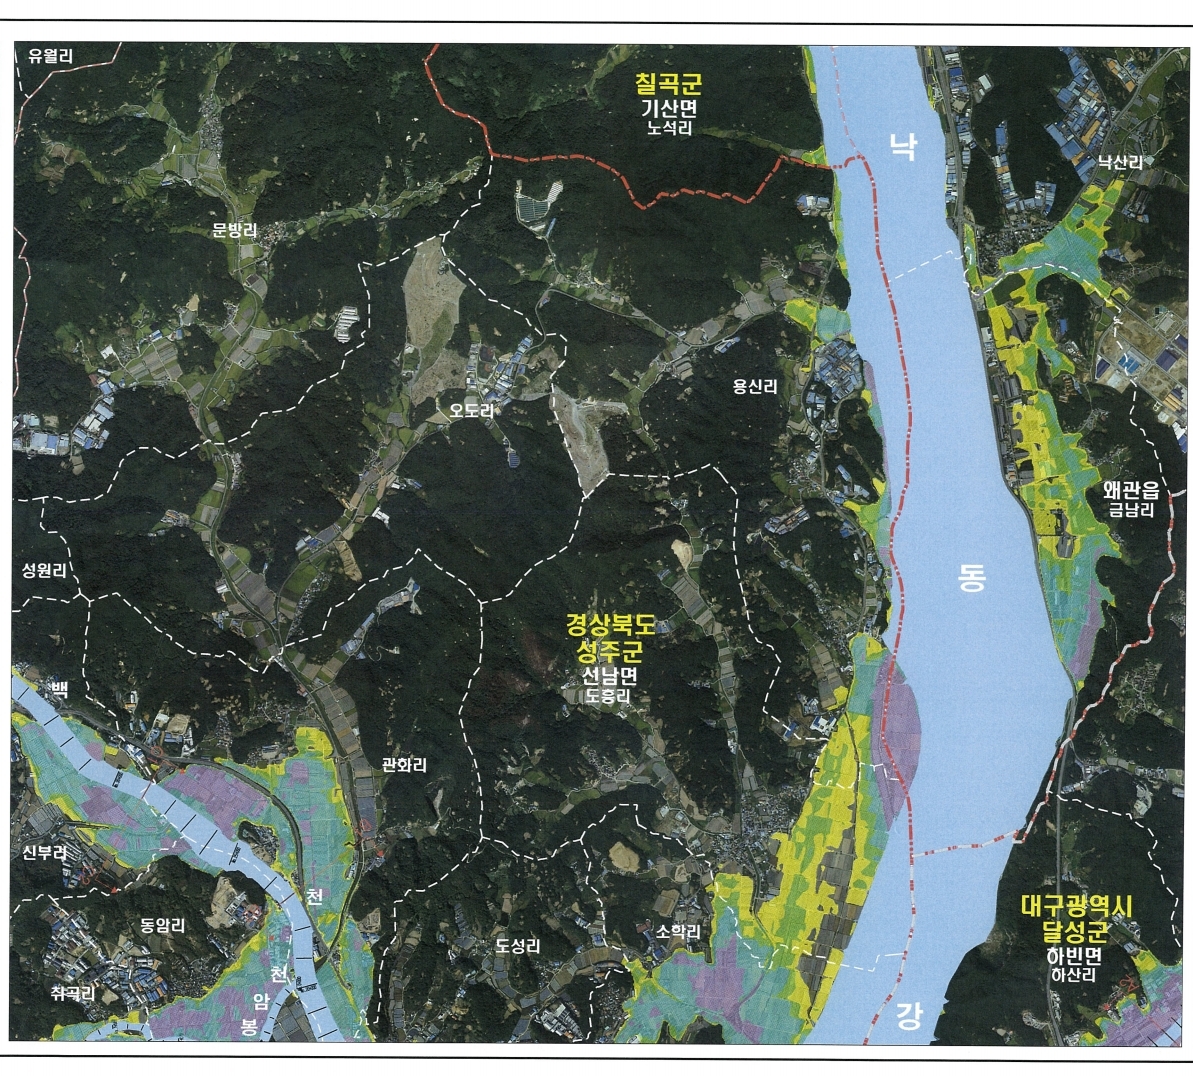 유월리
칠곡군
기산면
노석리
낙
낙산리
문방리
용신리
오도리
왜관읍
금남리
성원리
동
경상북도
성주군
선남면
도흥리
백
관화리
신부리
천
대구광역시
달성군
하빈면
하산리
동암리
소학리
도성리
천
취곡리
암
봉
강